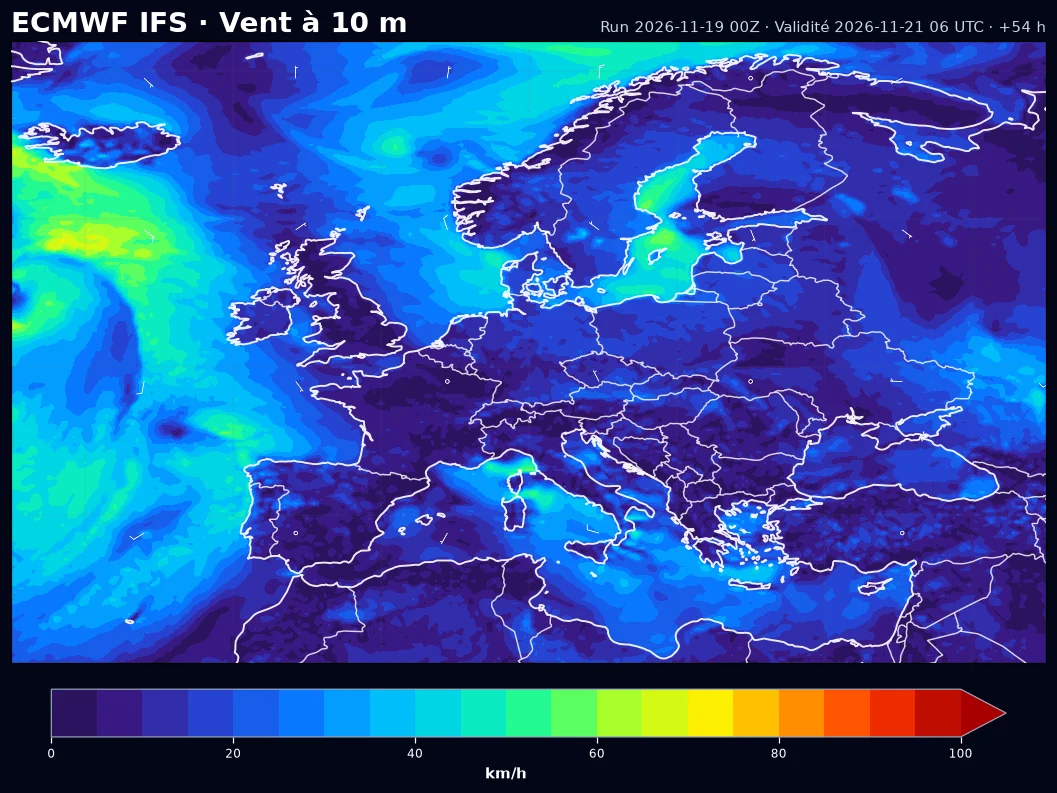 ECMWF IFS · Vent à 10 m
Run 2026-11-19 00Z · Validité 2026-11-21 06 UTC · +54 h
0 20 40 60 80 100
km/h